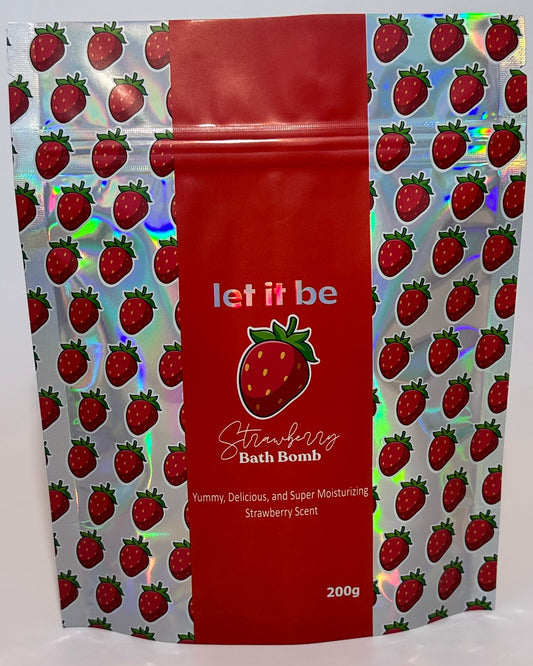 let it be
Strawberry
Bath Bomb
Yummy, Delicious, and Super Moisturizing
Strawberry Scent
200g